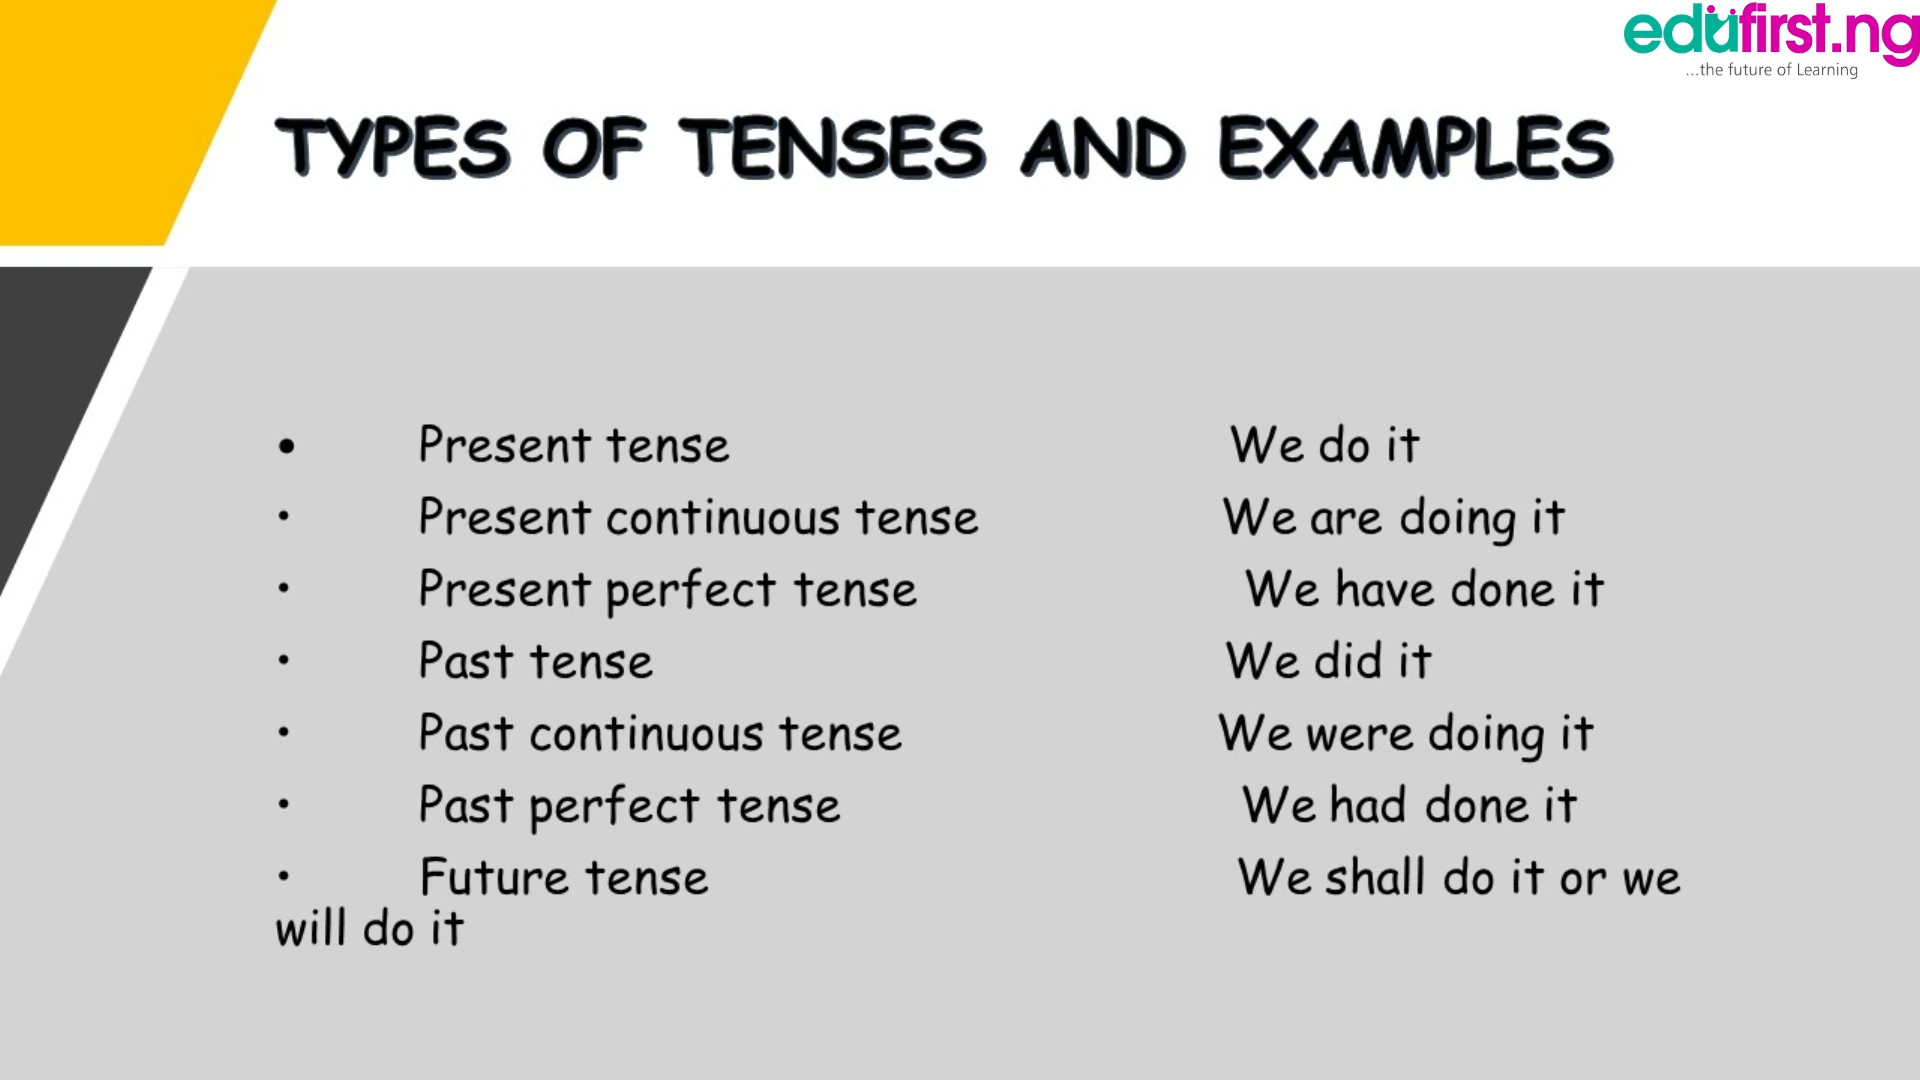 edufirst.ng
...the future of Learning
TYPES OF TENSES AND EXAMPLES
• Present tense We do it
• Present continuous tense We are doing it
• Present perfect tense We have done it
• Past tense We did it
• Past continuous tense We were doing it
• Past perfect tense We had done it
• Future tense We shall do it or we
will do it